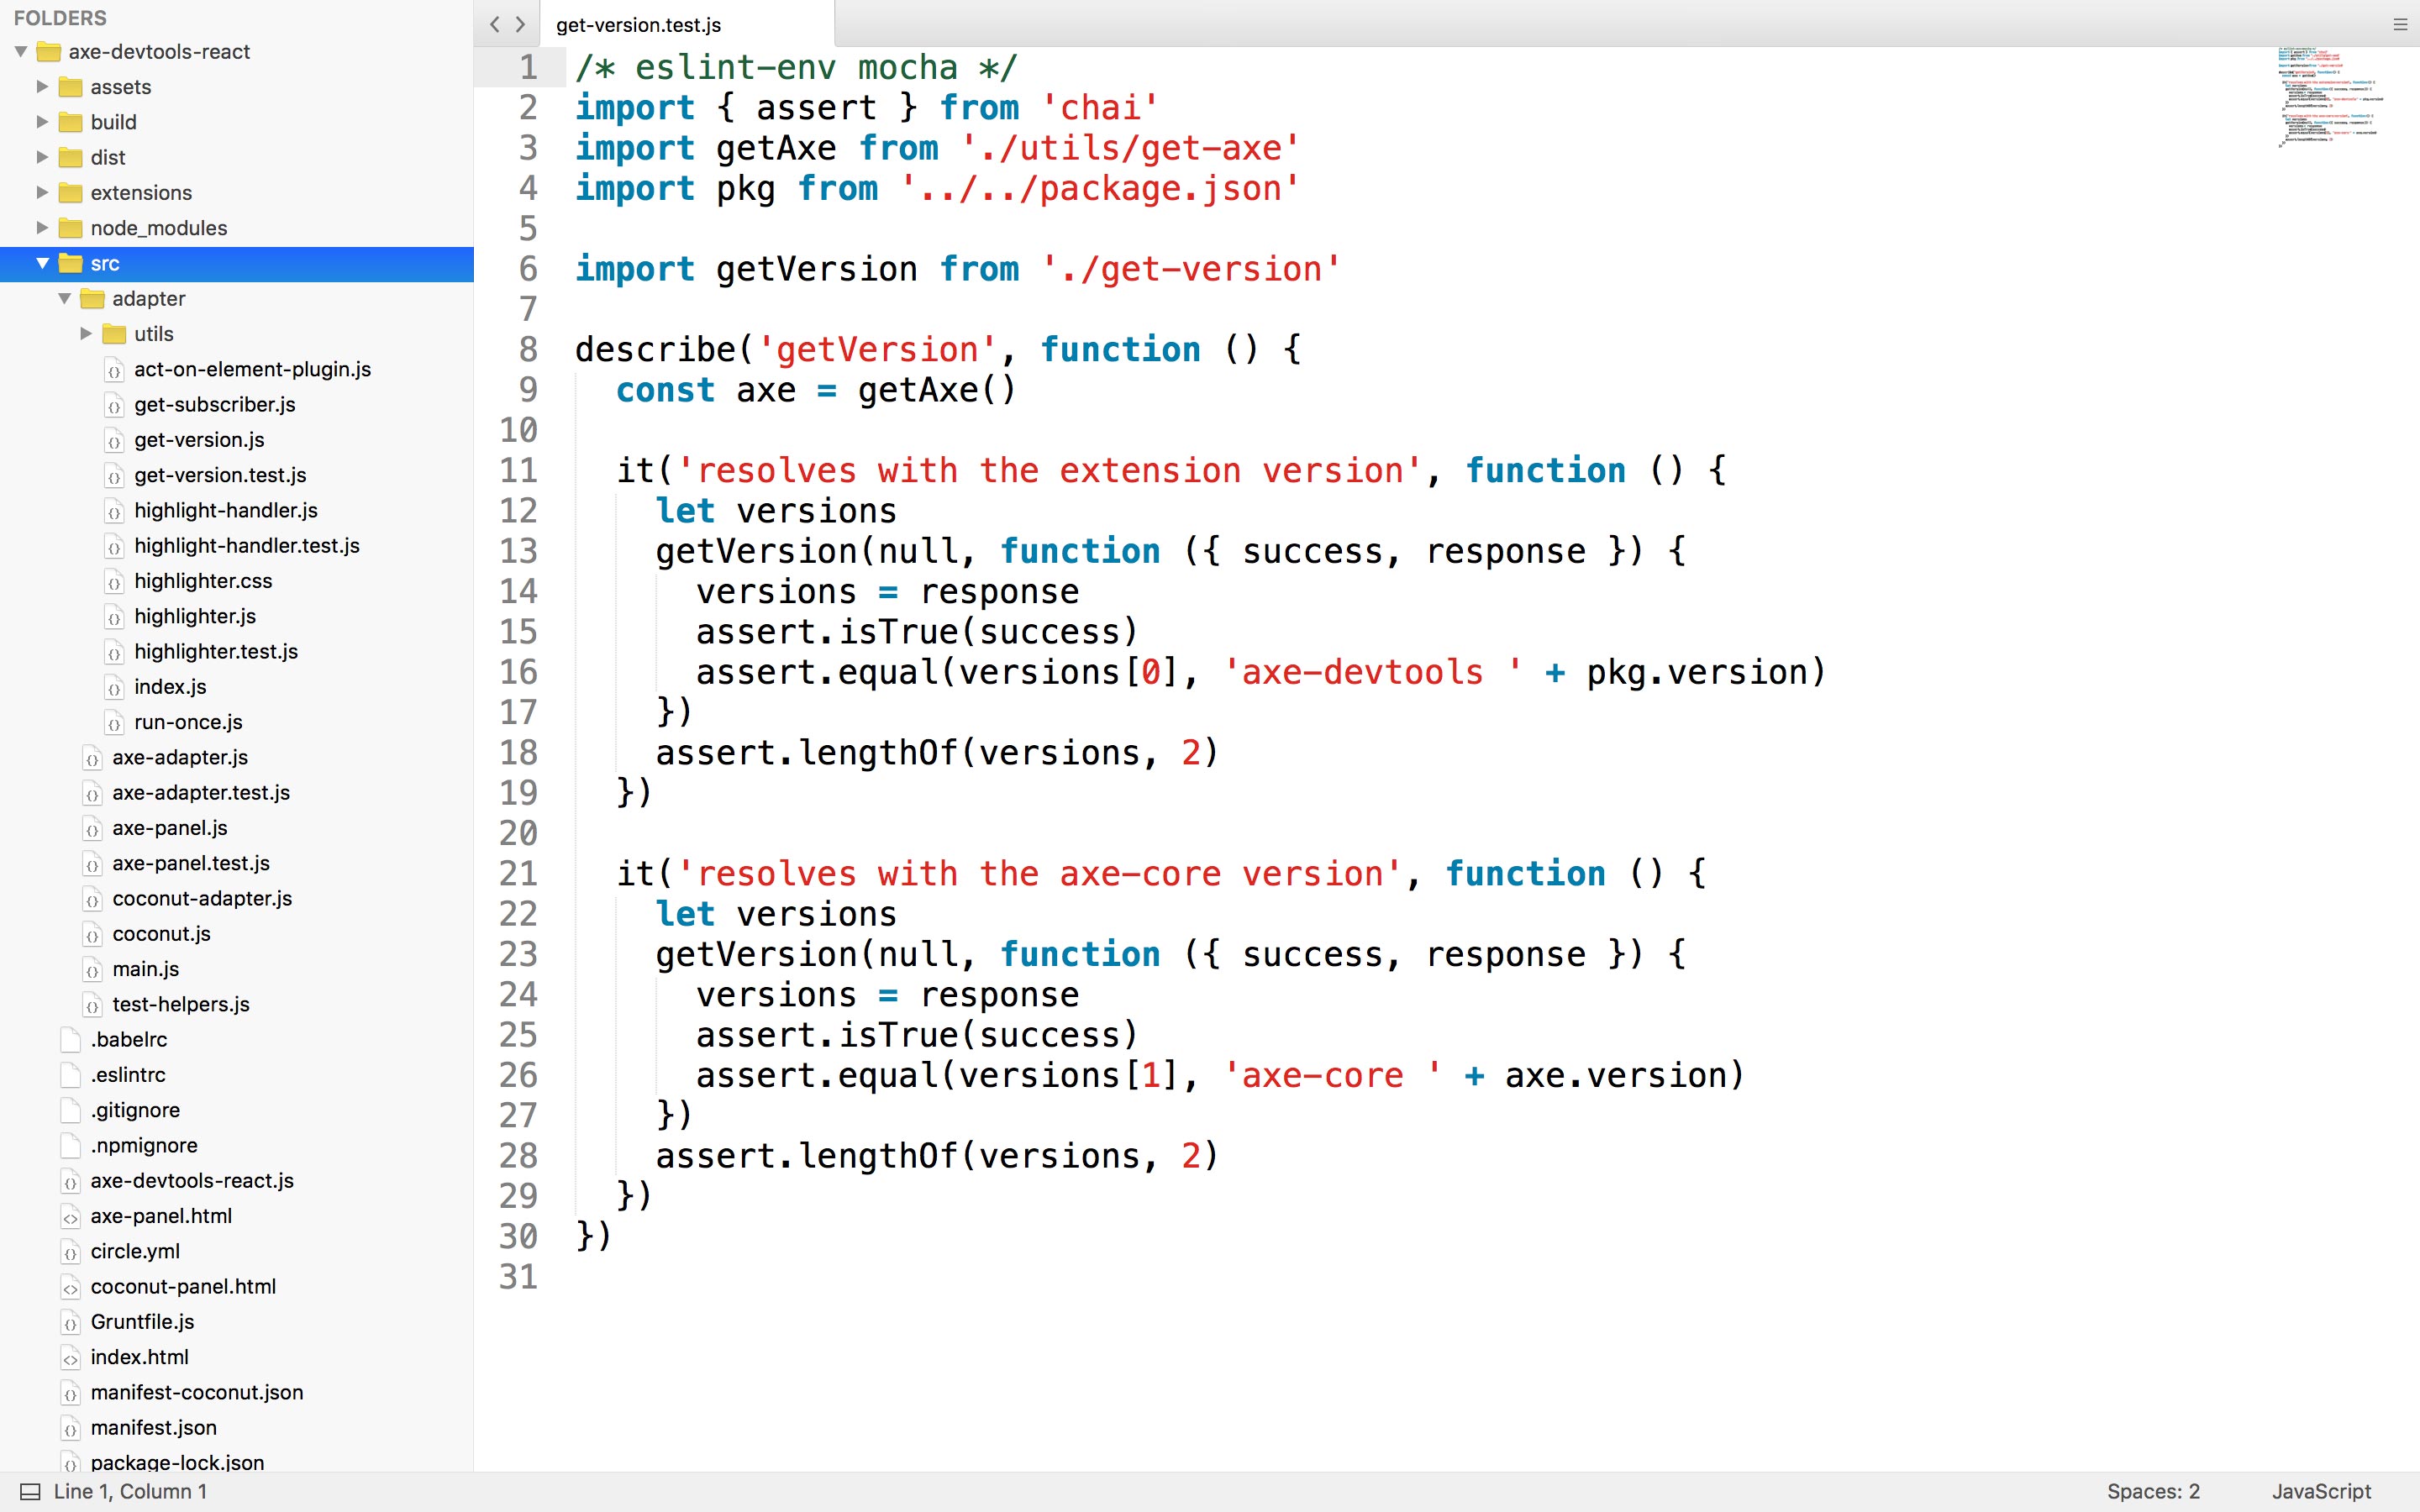 FOLDERS
axe-devtools-react
assets
build
dist
extensions
node_modules
src
adapter
utils
act-on-element-plugin.js
get-subscriber.js
get-version.js
get-version.test.js
highlight-handler.js
highlight-handler.test.js
highlighter.css
highlighter.js
highlighter.test.js
index.js
run-once.js
axe-adapter.js
axe-adapter.test.js
axe-panel.js
axe-panel.test.js
coconut-adapter.js
coconut.js
main.js
test-helpers.js
.babelrc
.eslintrc
.gitignore
.npmignore
axe-devtools-react.js
axe-panel.html
circle.yml
coconut-panel.html
Gruntfile.js
index.html
manifest-coconut.json
manifest.json
package-lock.json
get-version.test.js
1 /* eslint-env mocha */
2 import { assert } from 'chai'
3 import getAxe from './utils/get-axe'
4 import pkg from '../../package.json'
5
6 import getVersion from './get-version'
7
8 describe('getVersion', function () {
9   const axe = getAxe()
10
11   it('resolves with the extension version', function () {
12     let versions
13     getVersion(null, function ({ success, response }) {
14       versions = response
15       assert.isTrue(success)
16       assert.equal(versions[0], 'axe-devtools ' + pkg.version)
17     })
18     assert.lengthOf(versions, 2)
19   })
20
21   it('resolves with the axe-core version', function () {
22     let versions
23     getVersion(null, function ({ success, response }) {
24       versions = response
25       assert.isTrue(success)
26       assert.equal(versions[1], 'axe-core ' + axe.version)
27     })
28     assert.lengthOf(versions, 2)
29   })
30 })
31
Line 1, Column 1
Spaces: 2
JavaScript